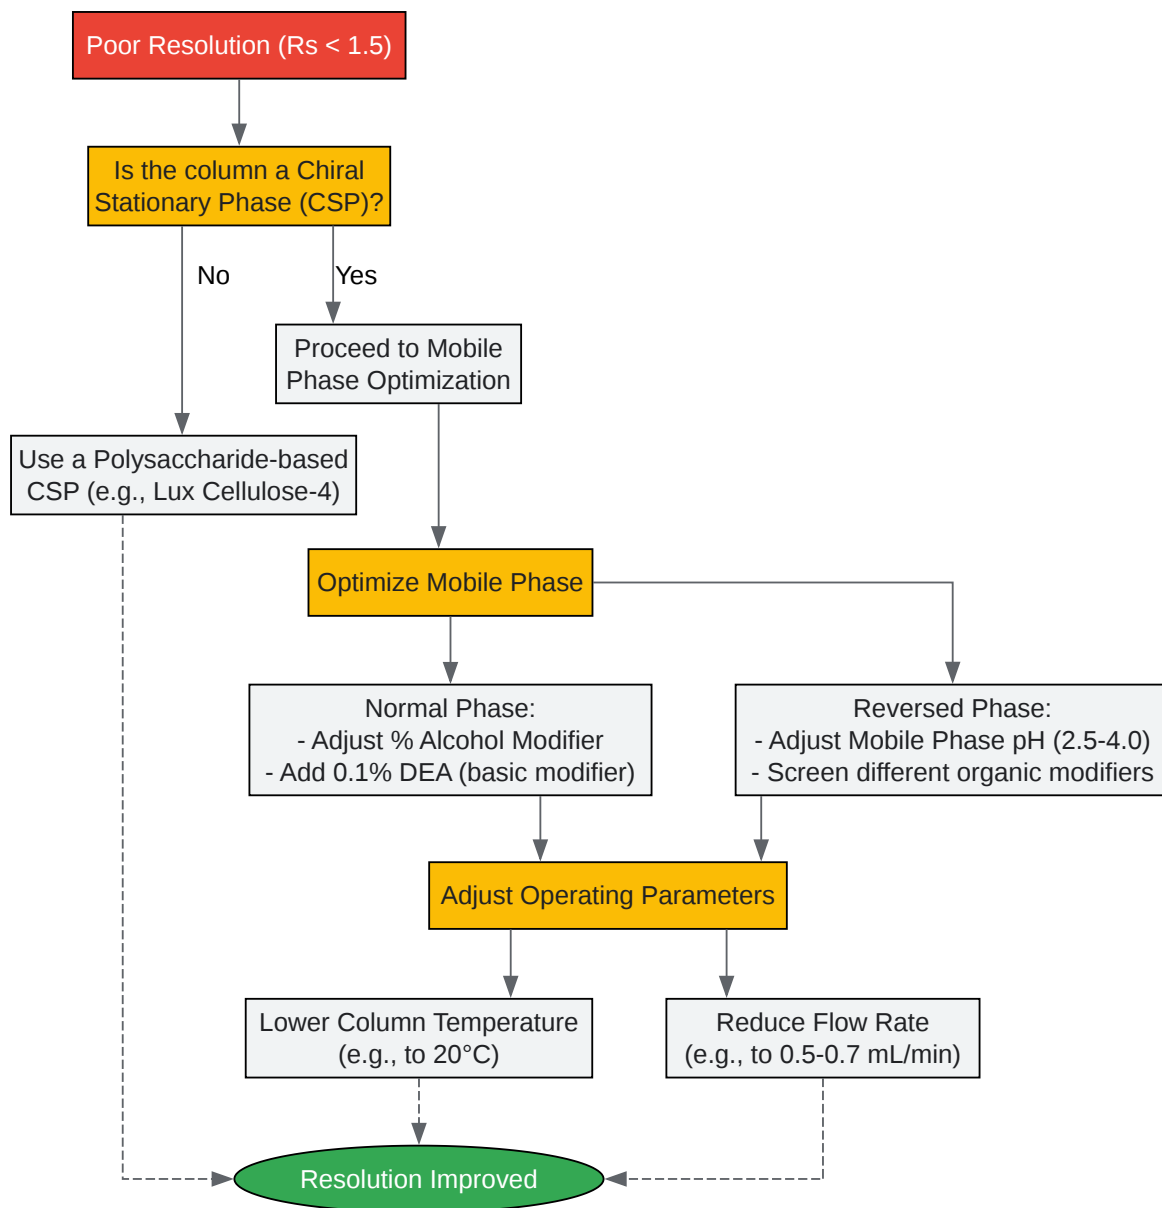 Poor Resolution (Rs < 1.5)
Is the column a Chiral
Stationary Phase (CSP)?
No
Yes
Proceed to Mobile
Phase Optimization
Use a Polysaccharide-based
CSP (e.g., Lux Cellulose-4)
Optimize Mobile Phase
Normal Phase:
- Adjust % Alcohol Modifier
- Add 0.1% DEA (basic modifier)
Reversed Phase:
- Adjust Mobile Phase pH (2.5-4.0)
- Screen different organic modifiers
Adjust Operating Parameters
Lower Column Temperature
(e.g., to 20°C)
Reduce Flow Rate
(e.g., to 0.5-0.7 mL/min)
Resolution Improved